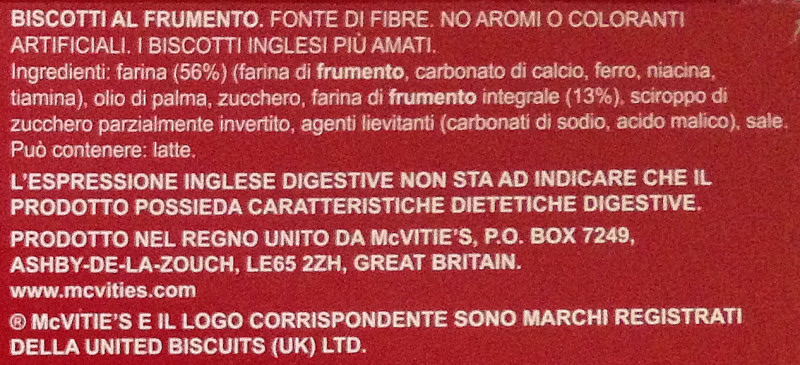 BISCOTTI AL FRUMENTO. FONTE DI FIBRE. NO AROMI O COLORANTI
ARTIFICIALI. I BISCOTTI INGLESI PIÙ AMATI.
Ingredienti: farina (56%) (farina di frumento, carbonato di calcio, ferro, niacina,
tiamina), olio di palma, zucchero, farina di frumento integrale (13%), sciroppo di
zucchero parzialmente invertito, agenti lievitanti (carbonati di sodio, acido malico), sale.
Può contenere: latte.
L'ESPRESSIONE INGLESE DIGESTIVE NON STA AD INDICARE CHE IL
PRODOTTO POSSIEDA CARATTERISTICHE DIETETICHE DIGESTIVE.
PRODOTTO NEL REGNO UNITO DA McVITIE'S, P.O. BOX 7249,
ASHBY-DE-LA-ZOUCH, LE65 2ZH, GREAT BRITAIN.
www.mcvities.com
® McVITIE'S E IL LOGO CORRISPONDENTE SONO MARCHI REGISTRATI
DELLA UNITED BISCUITS (UK) LTD.